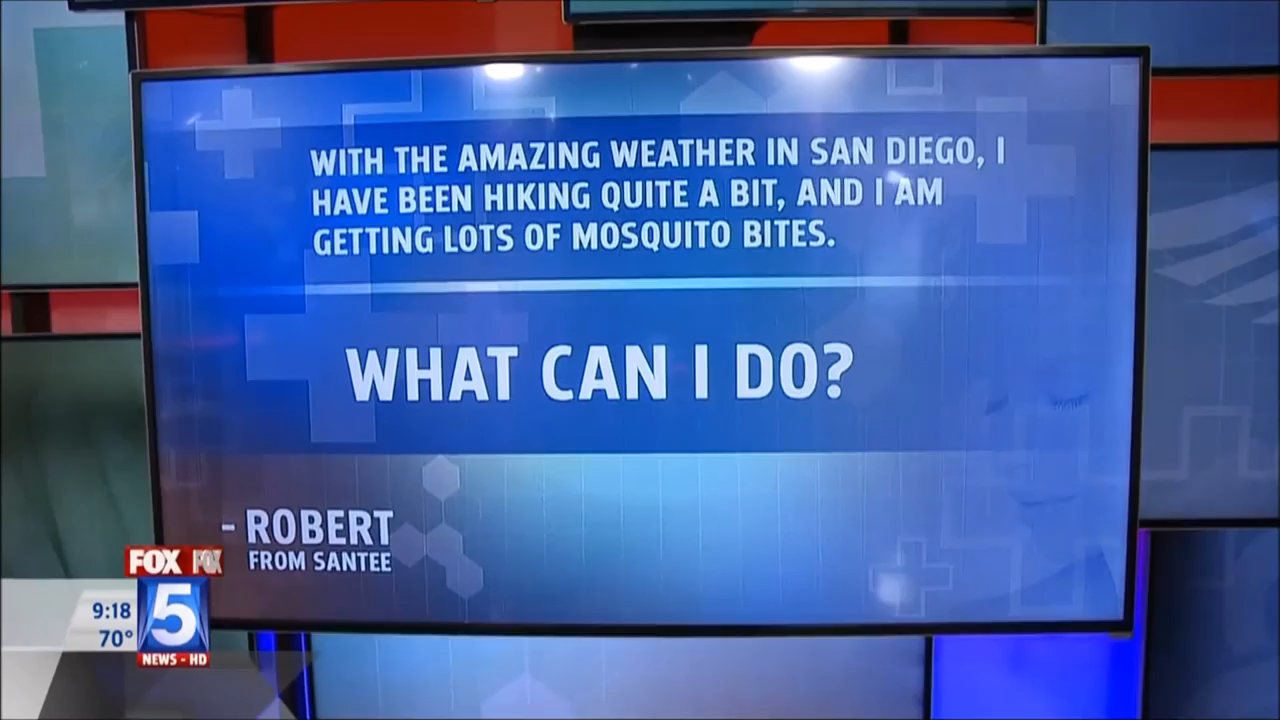 WITH THE AMAZING WEATHER IN SAN DIEGO, I
HAVE BEEN HIKING QUITE A BIT, AND I AM
GETTING LOTS OF MOSQUITO BITES.
WHAT CAN I DO?
- ROBERT
FROM SANTEE
FOX
9:18
70°
5
NEWS - HD